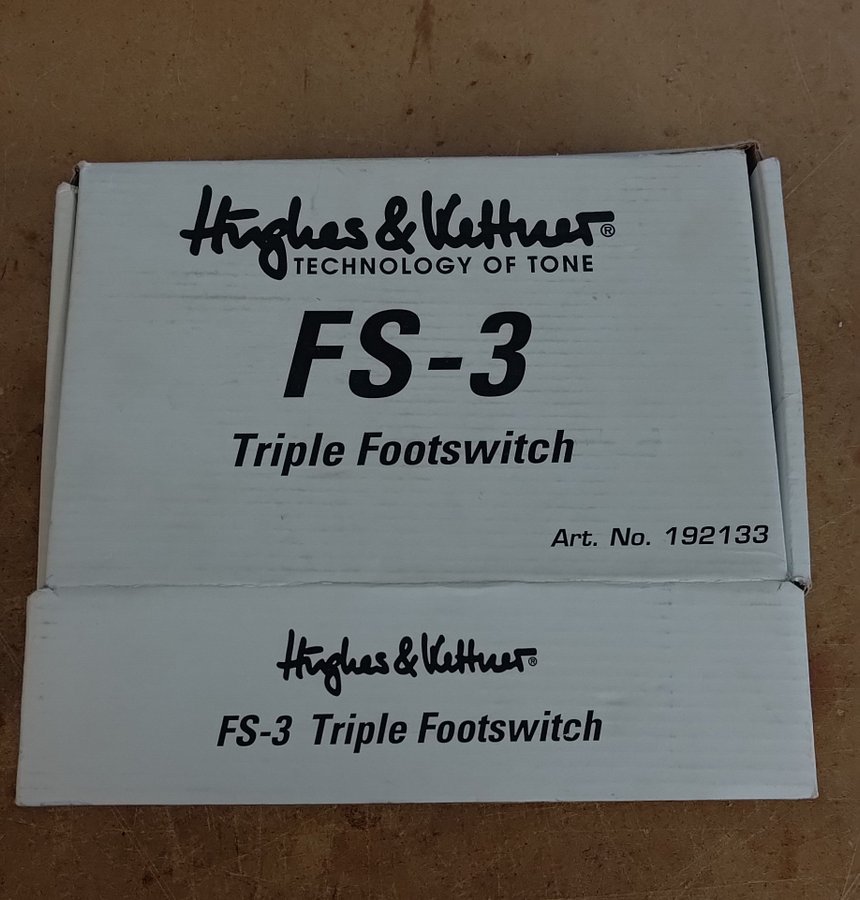 Hughes & Kettner®
TECHNOLOGY OF TONE
FS-3
Triple Footswitch
Art. No. 192133
Hughes & Kettner®
FS-3 Triple Footswitch